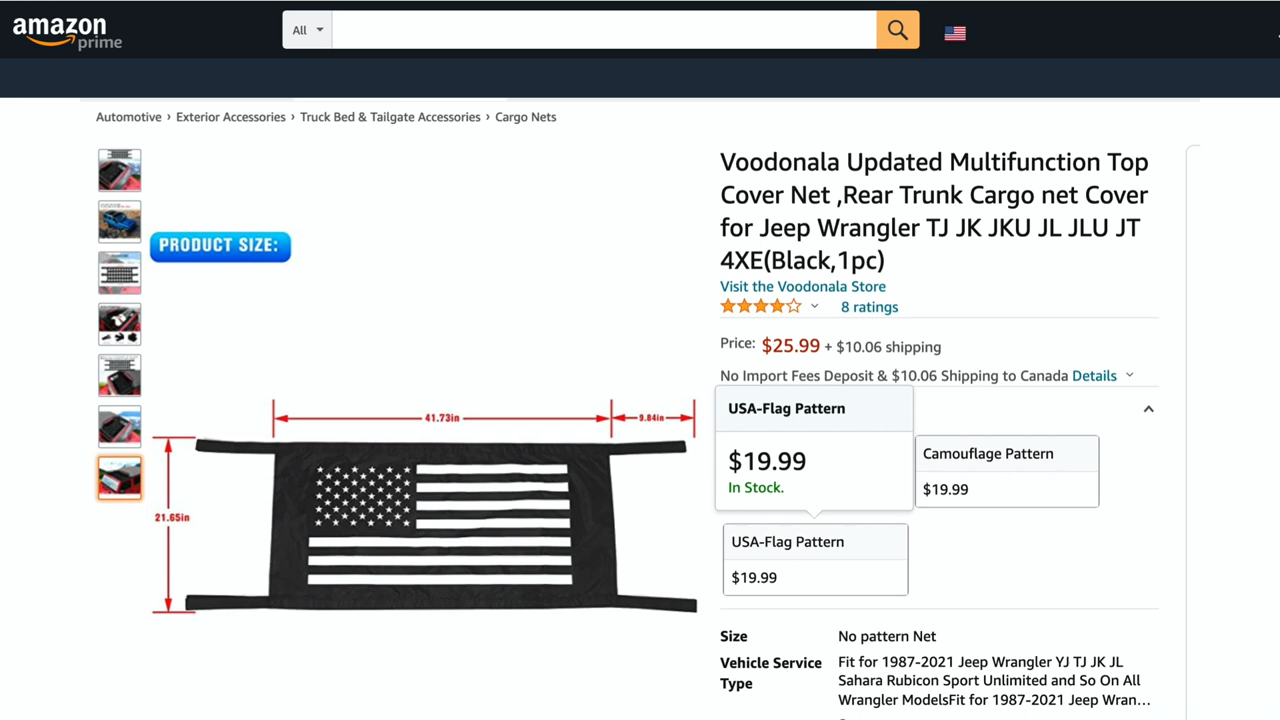 amazon
prime
All
Automotive › Exterior Accessories › Truck Bed & Tailgate Accessories › Cargo Nets
PRODUCT SIZE:
41.73in
9.84in
21.65in
Voodonala Updated Multifunction Top
Cover Net ,Rear Trunk Cargo net Cover
for Jeep Wrangler TJ JK JKU JL JLU JT
4XE(Black,1pc)
Visit the Voodonala Store
8 ratings
Price: $25.99 + $10.06 shipping
No Import Fees Deposit & $10.06 Shipping to Canada Details
USA-Flag Pattern
$19.99
In Stock.
Camouflage Pattern
$19.99
USA-Flag Pattern
$19.99
Size No pattern Net
Vehicle Service Type
Fit for 1987-2021 Jeep Wrangler YJ TJ JK JL
Sahara Rubicon Sport Unlimited and So On All
Wrangler ModelsFit for 1987-2021 Jeep Wran…